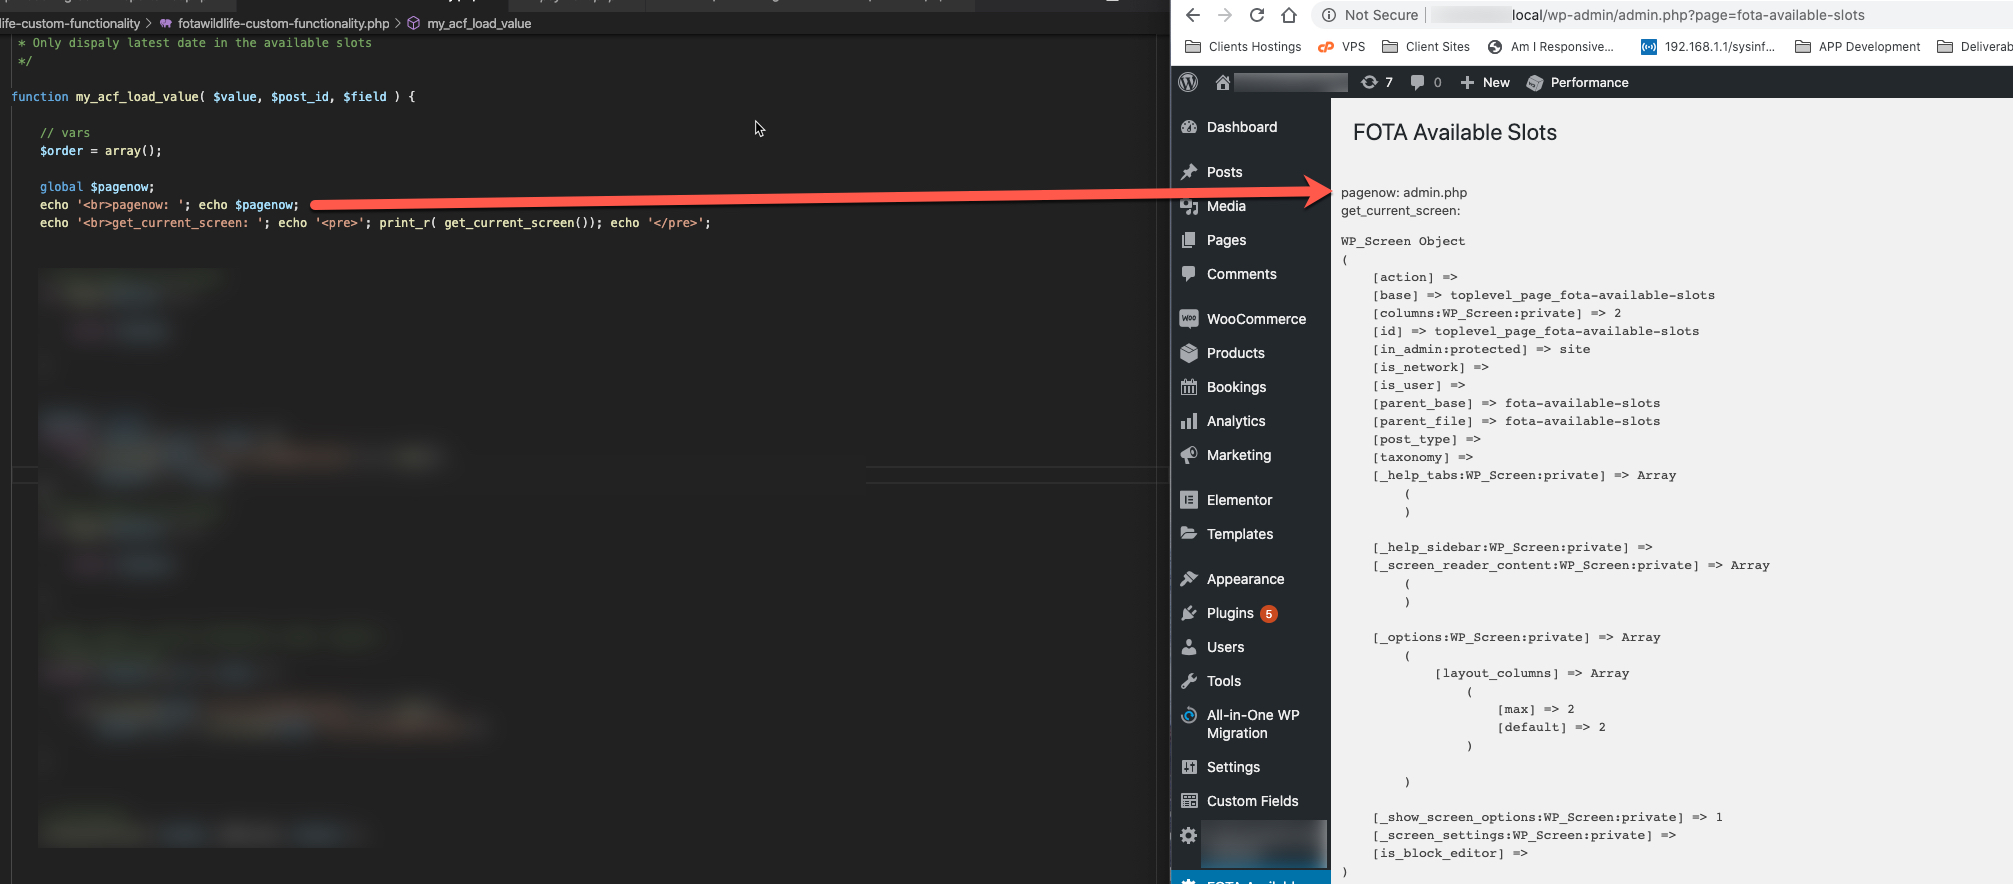 life-custom-functionality > fotawildlife-custom-functionality.php > my_acf_load_value
* Only dispaly latest date in the available slots
*/
function my_acf_load_value( $value, $post_id, $field ) {
// vars
$order = array();
global $pagenow;
echo '<br>pagenow: '; echo $pagenow;
echo '<br>get_current_screen: '; echo '<pre>'; print_r( get_current_screen()); echo '</pre>';
Not Secure | local/wp-admin/admin.php?page=fota-available-slots
Clients Hostings VPS Client Sites Am I Responsive... 192.168.1.1/sysinf... APP Development Deliverab
7 0 + New Performance
Dashboard
Posts
Media
Pages
Comments
WooCommerce
Products
Bookings
Analytics
Marketing
Elementor
Templates
Appearance
Plugins 5
Users
Tools
All-in-One WP
Migration
Settings
Custom Fields
FOTA Available Slots
pagenow: admin.php
get_current_screen:
WP_Screen Object
(
[action] =>
[base] => toplevel_page_fota-available-slots
[columns:WP_Screen:private] => 2
[id] => toplevel_page_fota-available-slots
[in_admin:protected] => site
[is_network] =>
[is_user] =>
[parent_base] => fota-available-slots
[parent_file] => fota-available-slots
[post_type] =>
[taxonomy] =>
[_help_tabs:WP_Screen:private] => Array
(
)
[_help_sidebar:WP_Screen:private] =>
[_screen_reader_content:WP_Screen:private] => Array
(
)
[_options:WP_Screen:private] => Array
(
[layout_columns] => Array
(
[max] => 2
[default] => 2
)
)
[_show_screen_options:WP_Screen:private] => 1
[_screen_settings:WP_Screen:private] =>
[is_block_editor] =>
)